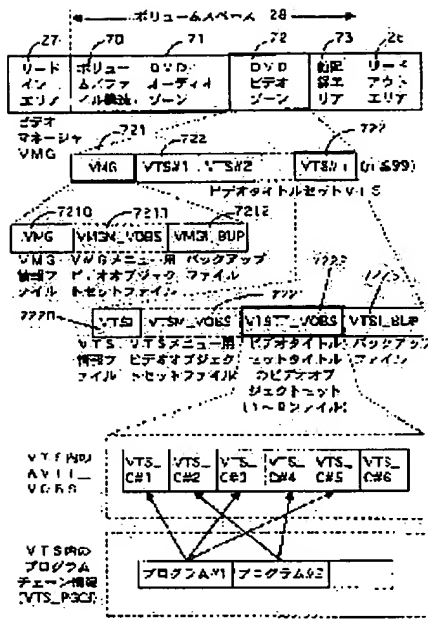 ボリュームスペース 28
27 70 71 72 73 26
リード ボリュー DVD DVD リード
イン ムファ オーディオ ビデオ アウト
エリア イル構造 ゾーン ゾーン リア エリア
ビデオ
マネージャ
VMG
721 722
VMG VTS#1 VTS#2 (n≦99)
ビデオタイトルセットVTS
7210 7211 7212
VMG VMGM_VOBS VMGI_BUP
VMG VMGメニュー用 バックアップ
情報フ ビデオオブジェク ファイル
ァイル トセットファイル
7220
VTSI VTSM_VOBS VTSTT_VOBS VTSI_BUP
VTS VTSメニュー用 ビデオタイトル バックアップ
情報フ ビデオオブジェク セットタイトル ファイル
ァイル トセットファイル のビデオオブ
ジェクトセット
VTS内の
VOBS
VTS_ VTS_ VTS_ VTS_ VTS_ VTS_
C#1 C#2 C#3 C#4 C#5 C#6
VTS内の
プログラム
チェーン情報
プログラム#1 プログラム#2